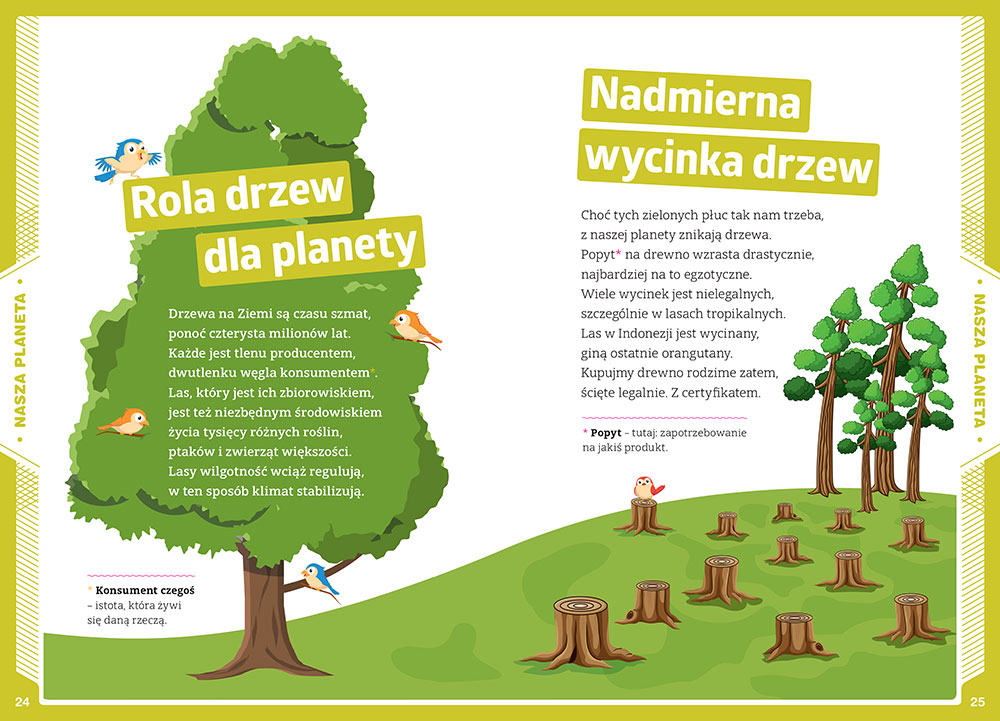 NASZA PLANETA
Rola drzew
dla planety
Drzewa na Ziemi są czasu szmat,
ponoć czterysta milionów lat.
Każde jest tlenu producentem,
dwutlenku węgla konsumentem*.
Las, który jest ich zbiorowiskiem,
jest też niezbędnym środowiskiem
życia tysięcy różnych roślin,
ptaków i zwierząt większości.
Lasy wilgotność wciąż regulują,
w ten sposób klimat stabilizują.
* Konsument czegoś
– istota, która żywi
się daną rzeczą.
24
Nadmierna
wycinka drzew
Choć tych zielonych płuc tak nam trzeba,
z naszej planety znikają drzewa.
Popyt* na drewno wzrasta drastycznie,
najbardziej na to egzotyczne.
Wiele wycinek jest nielegalnych,
szczególnie w lasach tropikalnych.
Las w Indonezji jest wycinany,
giną ostatnie orangutany.
Kupujmy drewno rodzime zatem,
ścięte legalnie. Z certyfikatem.
* Popyt – tutaj: zapotrzebowanie
na jakiś produkt.
NASZA PLANETA
25